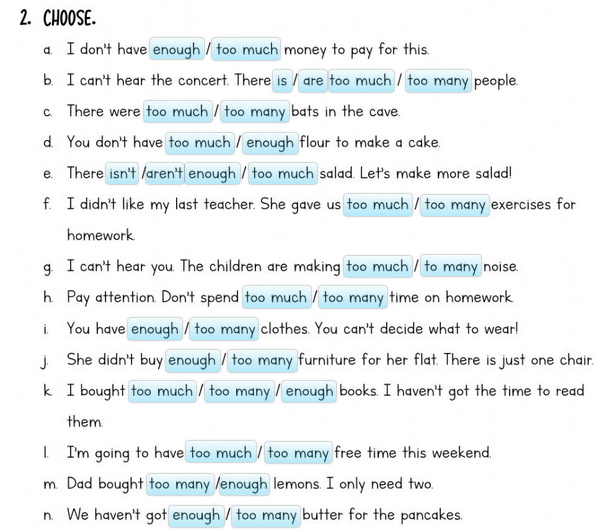 2. CHOOSE.
a. I don't have enough / too much money to pay for this.
b. I can't hear the concert. There is / are too much / too many people.
c. There were too much / too many bats in the cave.
d. You don't have too much / enough flour to make a cake.
e. There isn't /aren't enough / too much salad. Let's make more salad!
f. I didn't like my last teacher. She gave us too much / too many exercises for
homework.
g. I can't hear you. The children are making too much / to many noise.
h. Pay attention. Don't spend too much / too many time on homework.
i. You have enough / too many clothes. You can't decide what to wear!
j. She didn't buy enough / too many furniture for her flat. There is just one chair.
k. I bought too much / too many / enough books. I haven't got the time to read
them.
l. I'm going to have too much / too many free time this weekend.
m. Dad bought too many /enough lemons. I only need two.
n. We haven't got enough / too many butter for the pancakes.